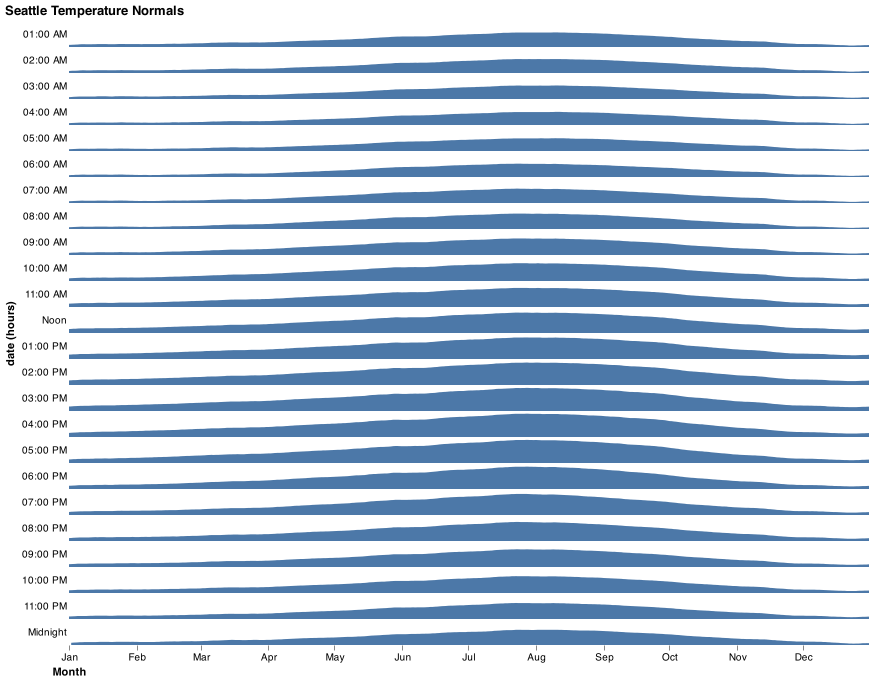 Seattle Temperature Normals
01:00 AM
02:00 AM
03:00 AM
04:00 AM
05:00 AM
06:00 AM
07:00 AM
08:00 AM
09:00 AM
10:00 AM
11:00 AM
Noon
01:00 PM
02:00 PM
03:00 PM
04:00 PM
05:00 PM
06:00 PM
07:00 PM
08:00 PM
09:00 PM
10:00 PM
11:00 PM
Midnight
date (hours)
Jan Feb Mar Apr May Jun Jul Aug Sep Oct Nov Dec
Month